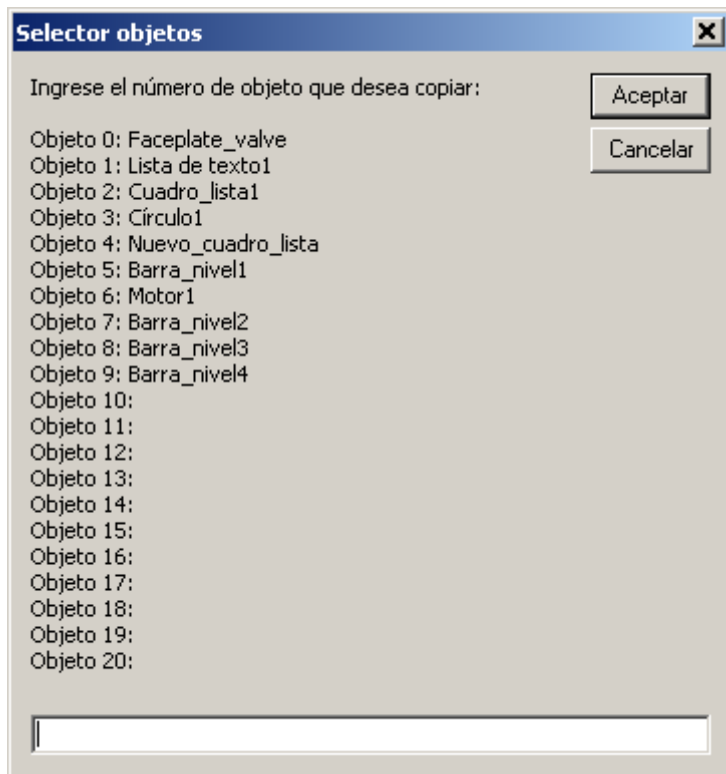 Selector objetos
Ingrese el número de objeto que desea copiar:
Aceptar
Cancelar
Objeto 0: Faceplate_valve
Objeto 1: Lista de texto1
Objeto 2: Cuadro_lista1
Objeto 3: Círculo1
Objeto 4: Nuevo_cuadro_lista
Objeto 5: Barra_nivel1
Objeto 6: Motor1
Objeto 7: Barra_nivel2
Objeto 8: Barra_nivel3
Objeto 9: Barra_nivel4
Objeto 10:
Objeto 11:
Objeto 12:
Objeto 13:
Objeto 14:
Objeto 15:
Objeto 16:
Objeto 17:
Objeto 18:
Objeto 19:
Objeto 20: